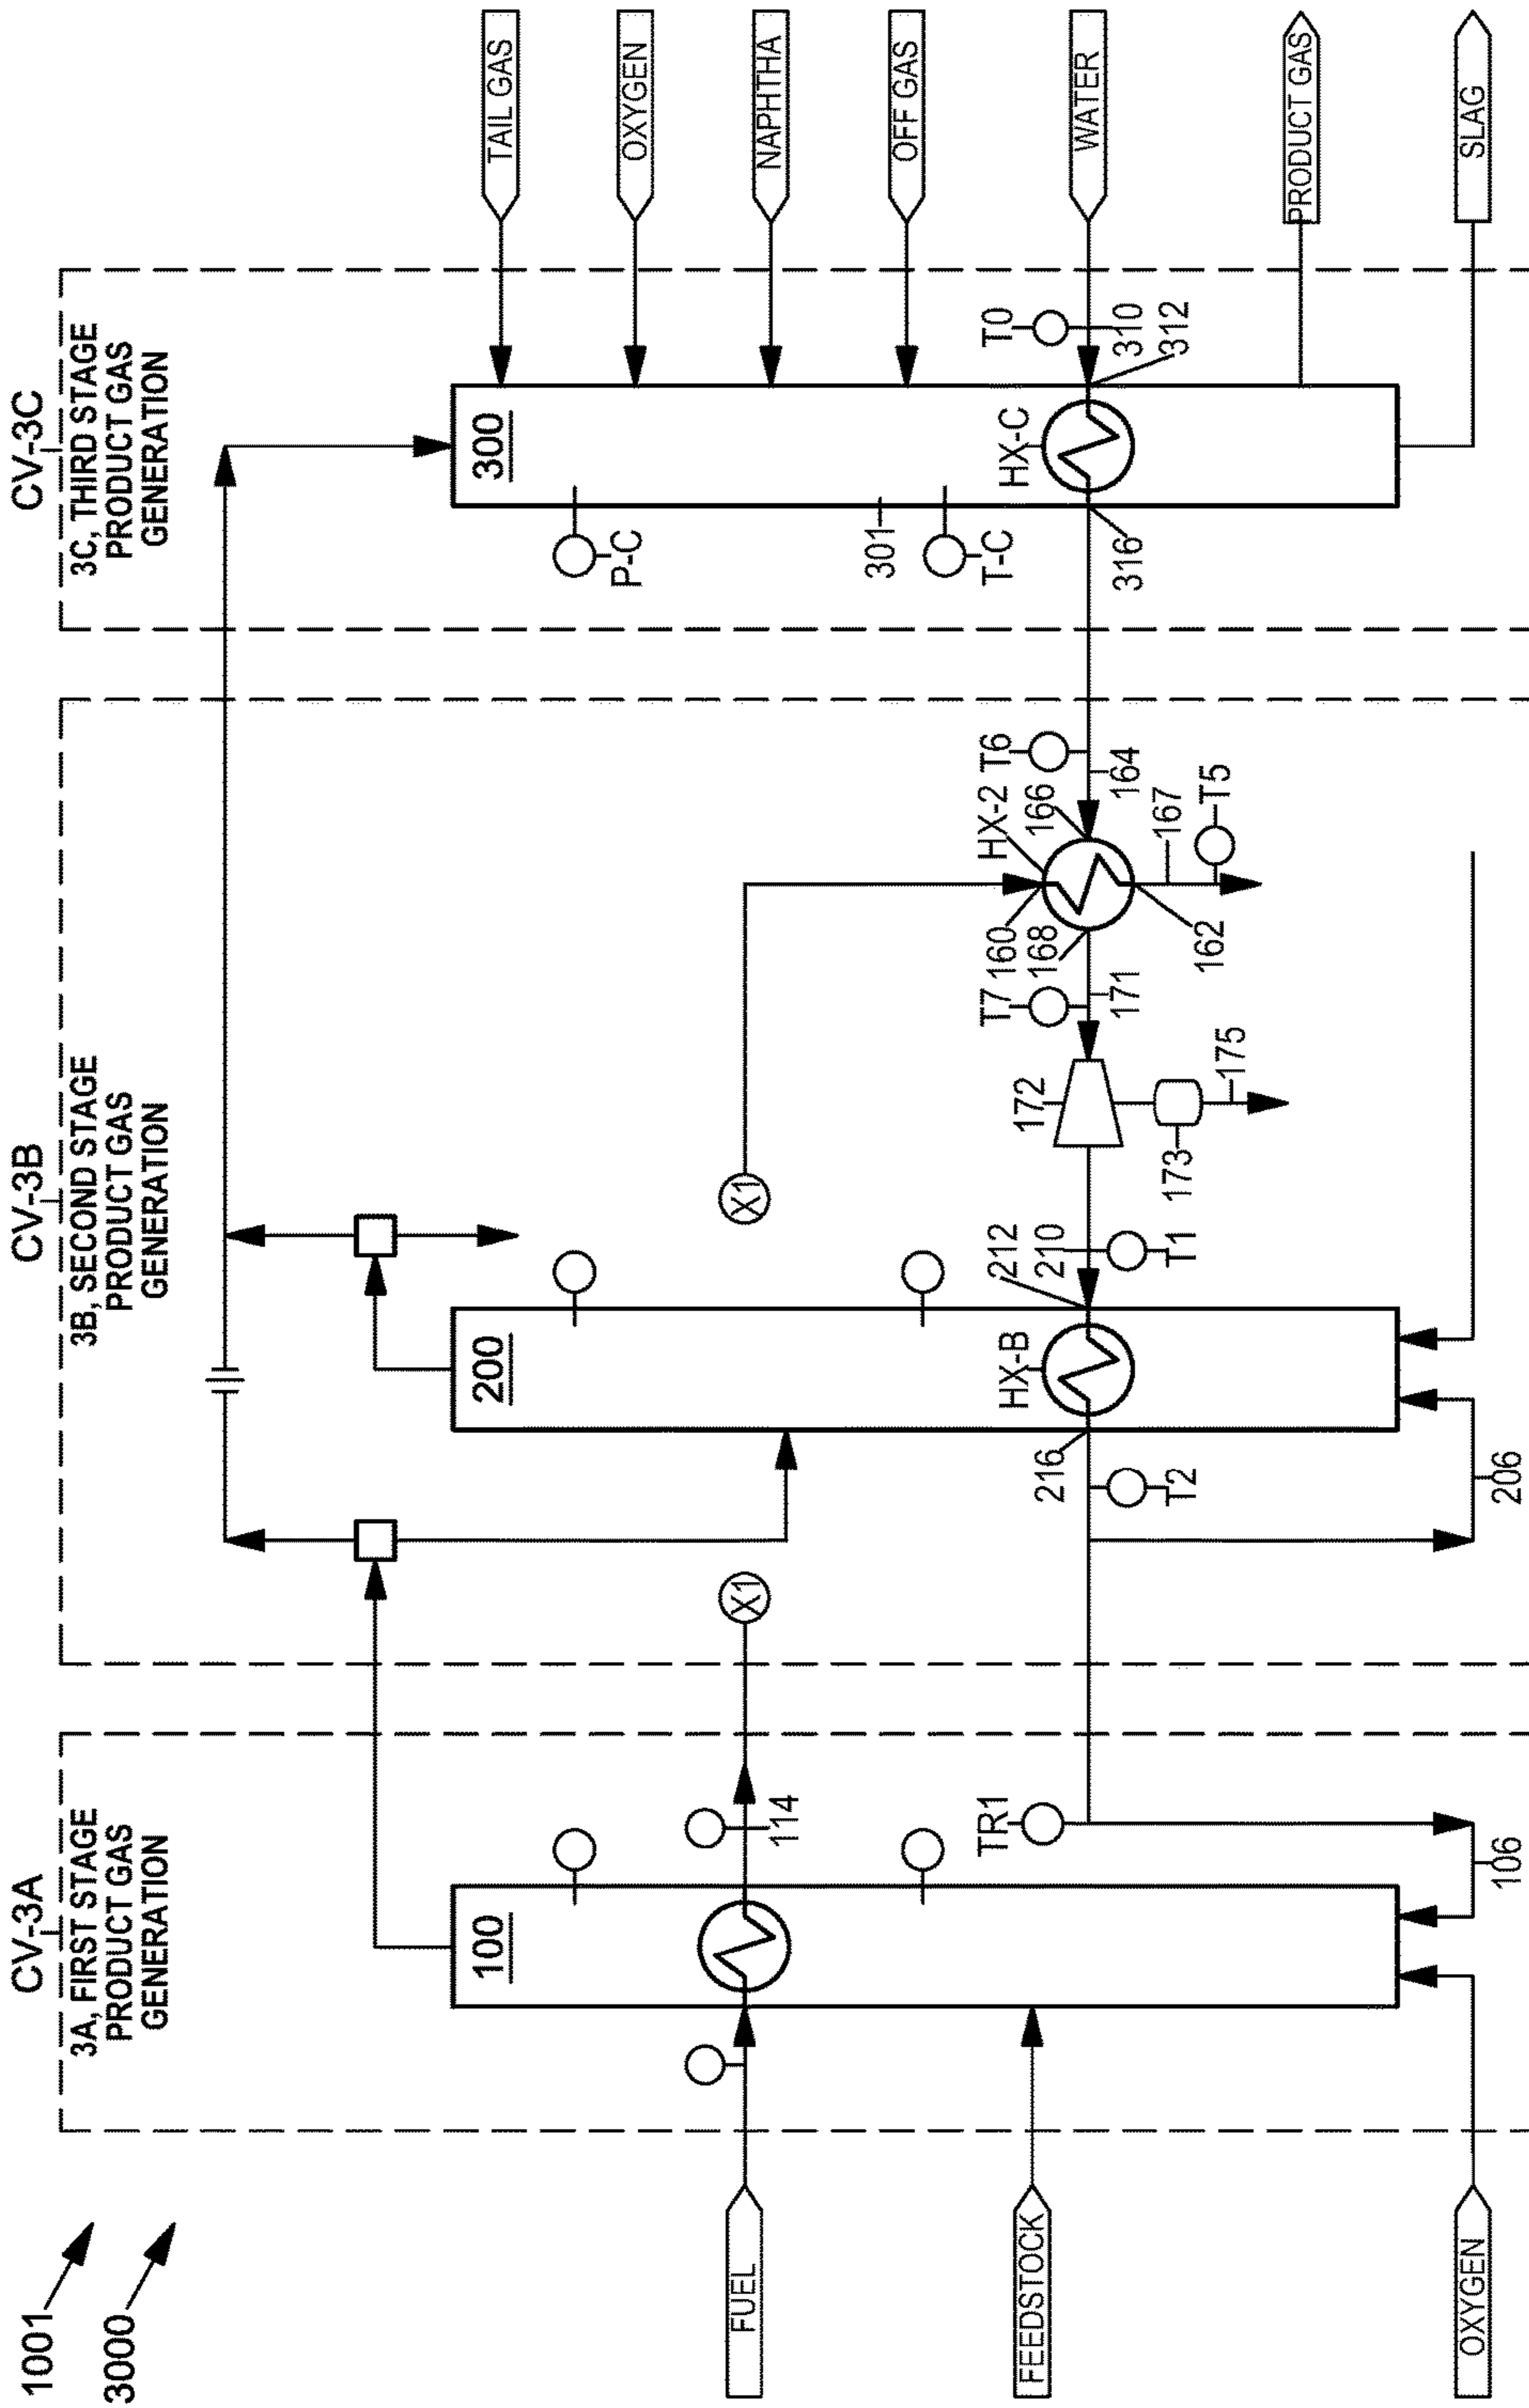 1001
3000
CV-3A
3A, FIRST STAGE
PRODUCT GAS
GENERATION
CV-3B
3B, SECOND STAGE
PRODUCT GAS
GENERATION
CV-3C
3C, THIRD STAGE
PRODUCT GAS
GENERATION
FUEL
FEEDSTOCK
OXYGEN
100
114
X1
TR1
106
200
HX-B
216
T2
206
212
210
T1
X1
172
173
175
T7
171
160
168
162
HX-2
166
167
T5
T6
164
300
P-C
301
T-C
HX-C
316
T0
310
312
TAIL GAS
OXYGEN
NAPHTHA
OFF GAS
WATER
PRODUCT GAS
SLAG